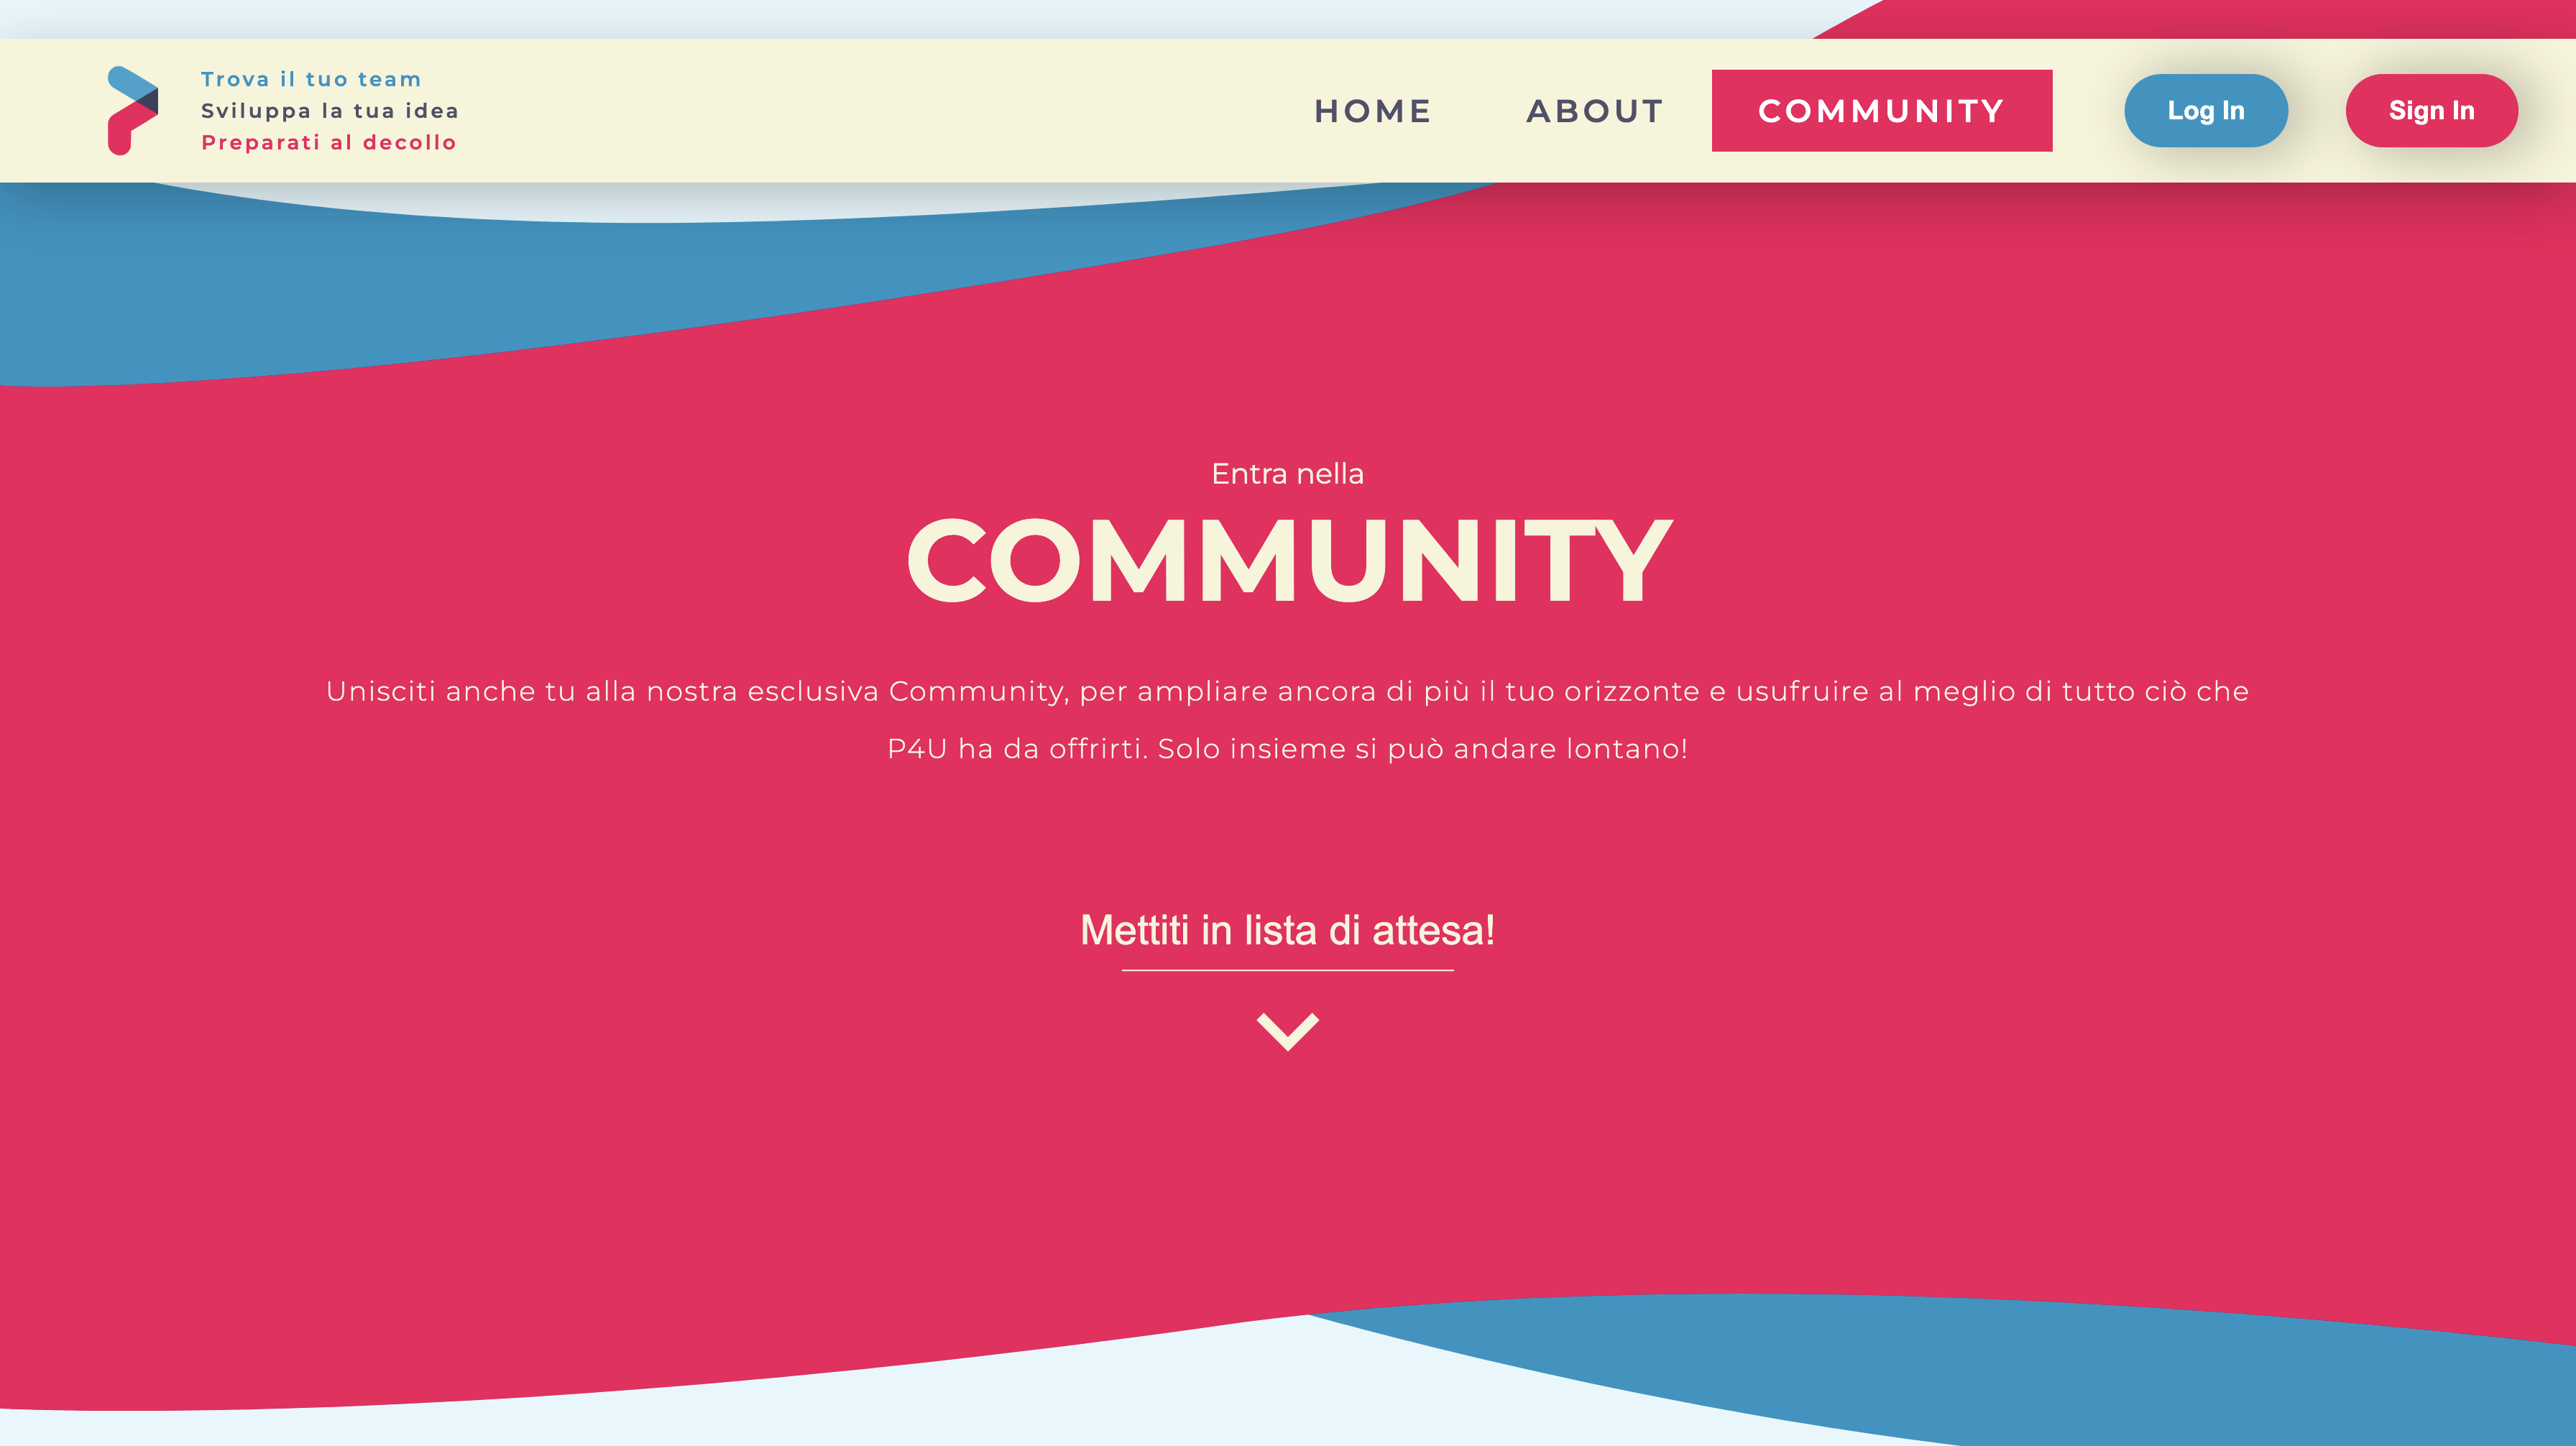 Trova il tuo team
Sviluppa la tua idea
Preparati al decollo
HOME
ABOUT
COMMUNITY
Log In
Sign In
Entra nella
COMMUNITY
Unisciti anche tu alla nostra esclusiva Community, per ampliare ancora di più il tuo orizzonte e usufruire al meglio di tutto ciò che
P4U ha da offrirti. Solo insieme si può andare lontano!
Mettiti in lista di attesa!